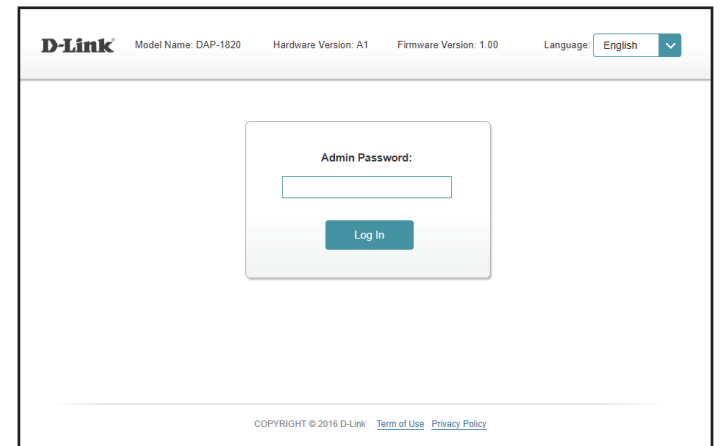 D-Link Model Name: DAP-1820 Hardware Version: A1 Firmware Version: 1.00 Language: English
Admin Password:
Log In
COPYRIGHT © 2016 D-Link Term of Use Privacy Policy